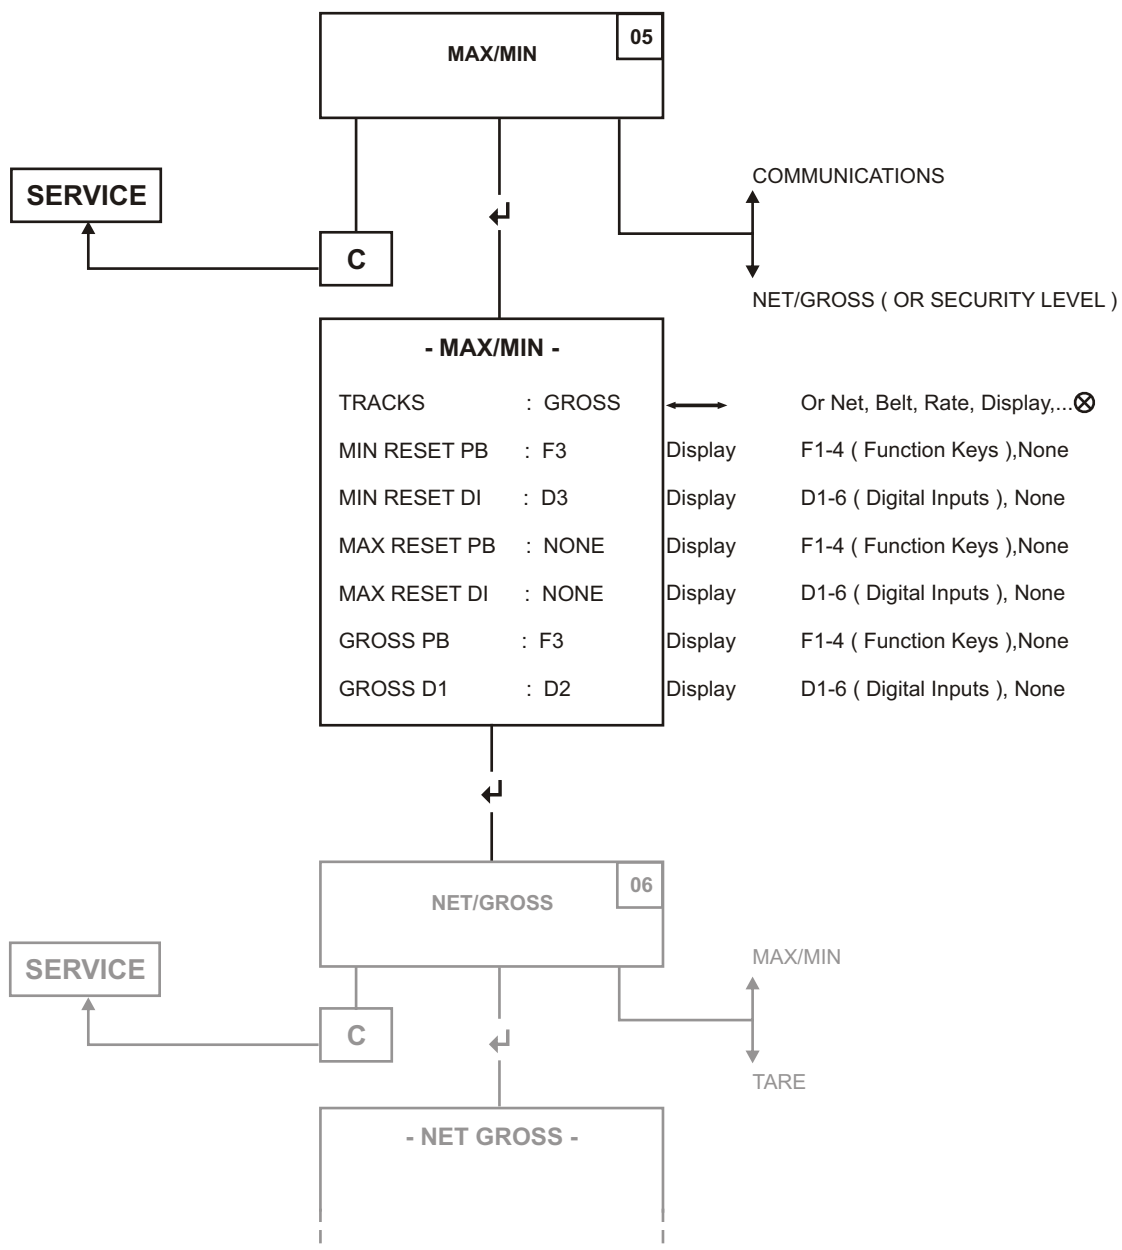 MAX/MIN
05
COMMUNICATIONS
SERVICE
C
NET/GROSS ( OR SECURITY LEVEL )
- MAX/MIN -
TRACKS : GROSS Or Net, Belt, Rate, Display,...
MIN RESET PB : F3 Display F1-4 ( Function Keys ),None
MIN RESET DI : D3 Display D1-6 ( Digital Inputs ), None
MAX RESET PB : NONE Display F1-4 ( Function Keys ),None
MAX RESET DI : NONE Display D1-6 ( Digital Inputs ), None
GROSS PB : F3 Display F1-4 ( Function Keys ),None
GROSS D1 : D2 Display D1-6 ( Digital Inputs ), None
NET/GROSS
06
MAX/MIN
SERVICE
C
TARE
- NET GROSS -